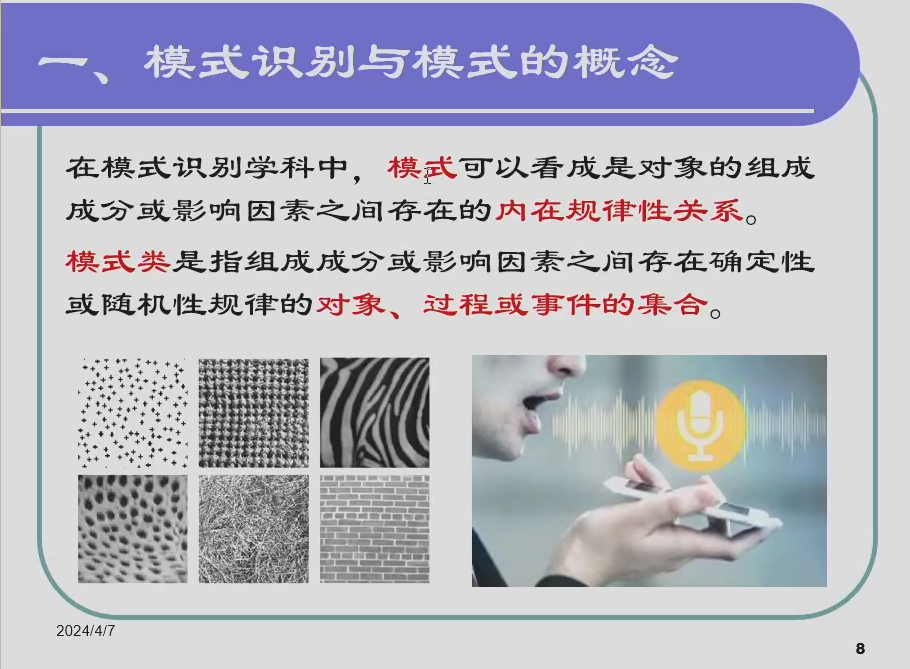 一、模式识别与模式的概念
在模式识别学科中，模式可以看成是对象的组成
成分或影响因素之间存在的内在规律性关系。
模式类是指组成成分或影响因素之间存在确定性
或随机性规律的对象、过程或事件的集合。
2024/4/7
8